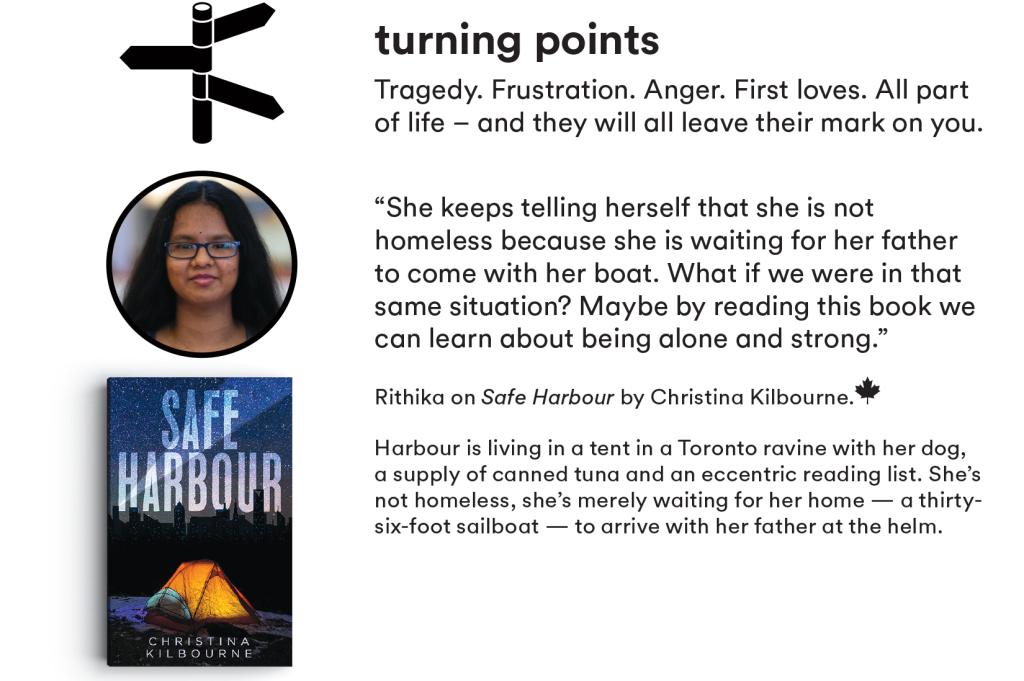 turning points
Tragedy. Frustration. Anger. First loves. All part
of life – and they will all leave their mark on you.
“She keeps telling herself that she is not
homeless because she is waiting for her father
to come with her boat. What if we were in that
same situation? Maybe by reading this book we
can learn about being alone and strong.”
Rithika on Safe Harbour by Christina Kilbourne.
Harbour is living in a tent in a Toronto ravine with her dog,
a supply of canned tuna and an eccentric reading list. She’s
not homeless, she’s merely waiting for her home — a thirty-
six-foot sailboat — to arrive with her father at the helm.
SAFE
HARBOUR
CHRISTINA
KILBOURNE